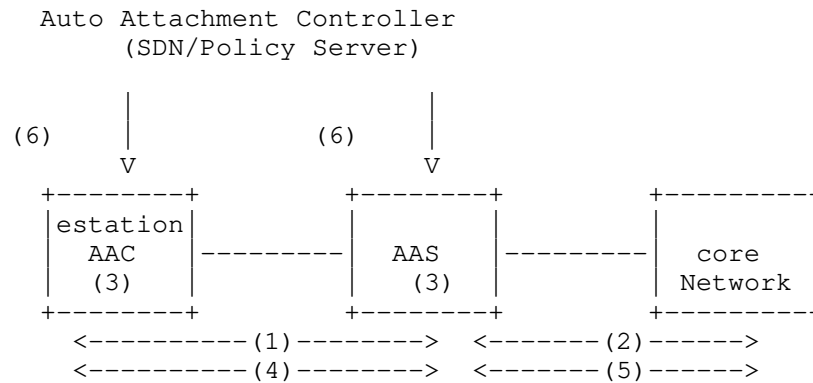 Auto Attachment Controller
(SDN/Policy Server)
(6) (6)
V V
estation
AAC AAS core
(3) (3) Network
<----------(1)--------> <------(2)------>
<----------(4)--------> <------(5)------>